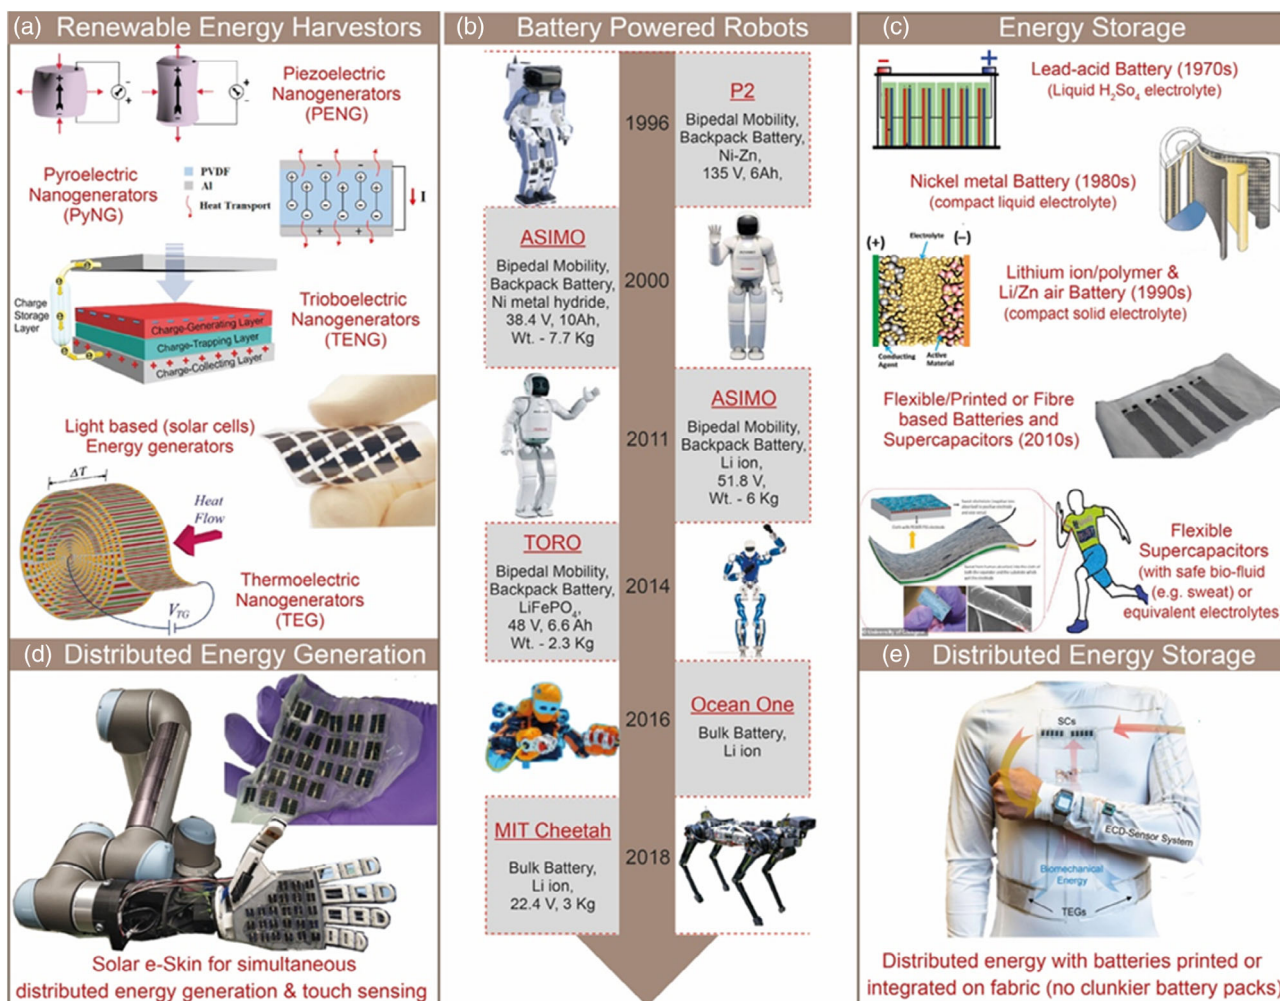 (a) Renewable Energy Harvestors
Piezoelectric
Nanogenerators
(PENG)
Pyroelectric
Nanogenerators
(PyNG)
PVDF
Al
Heat Transport
I
Charge
Storage
Layer
Charge-Generating Layer
Charge-Trapping Layer
Charge-Collecting Layer
Trioboelectric
Nanogenerators
(TENG)
Light based (solar cells)
Energy generators
ΔT
Heat
Flow
V_TG
Thermoelectric
Nanogenerators
(TEG)
(b) Battery Powered Robots
1996
P2
Bipedal Mobility,
Backpack Battery,
Ni-Zn,
135 V, 6Ah,
ASIMO
Bipedal Mobility,
Backpack Battery,
Ni metal hydride,
38.4 V, 10Ah,
Wt. - 7.7 Kg
2000
2011
ASIMO
Bipedal Mobility,
Backpack Battery,
Li ion,
51.8 V,
Wt. - 6 Kg
TORO
Bipedal Mobility,
Backpack Battery,
LiFePO₄,
48 V, 6.6 Ah
Wt. - 2.3 Kg
2014
2016
Ocean One
Bulk Battery,
Li ion
MIT Cheetah
Bulk Battery,
Li ion,
22.4 V, 3 Kg
2018
(c) Energy Storage
Lead-acid Battery (1970s)
(Liquid H₂So₄ electrolyte)
Nickel metal Battery (1980s)
(compact liquid electrolyte)
(+)
Electrolyte
(–)
Conducting
Agent
Active
Material
Lithium ion/polymer &
Li/Zn air Battery (1990s)
(compact solid electrolyte)
Flexible/Printed or Fibre
based Batteries and
Supercapacitors (2010s)
Flexible
Supercapacitors
(with safe bio-fluid
(e.g. sweat) or
equivalent electrolytes
(d) Distributed Energy Generation
Solar e-Skin for simultaneous
distributed energy generation & touch sensing
(e) Distributed Energy Storage
SCs
ECD-Sensor System
Biomechanical
Energy
TEGs
Distributed energy with batteries printed or
integrated on fabric (no clunkier battery packs)